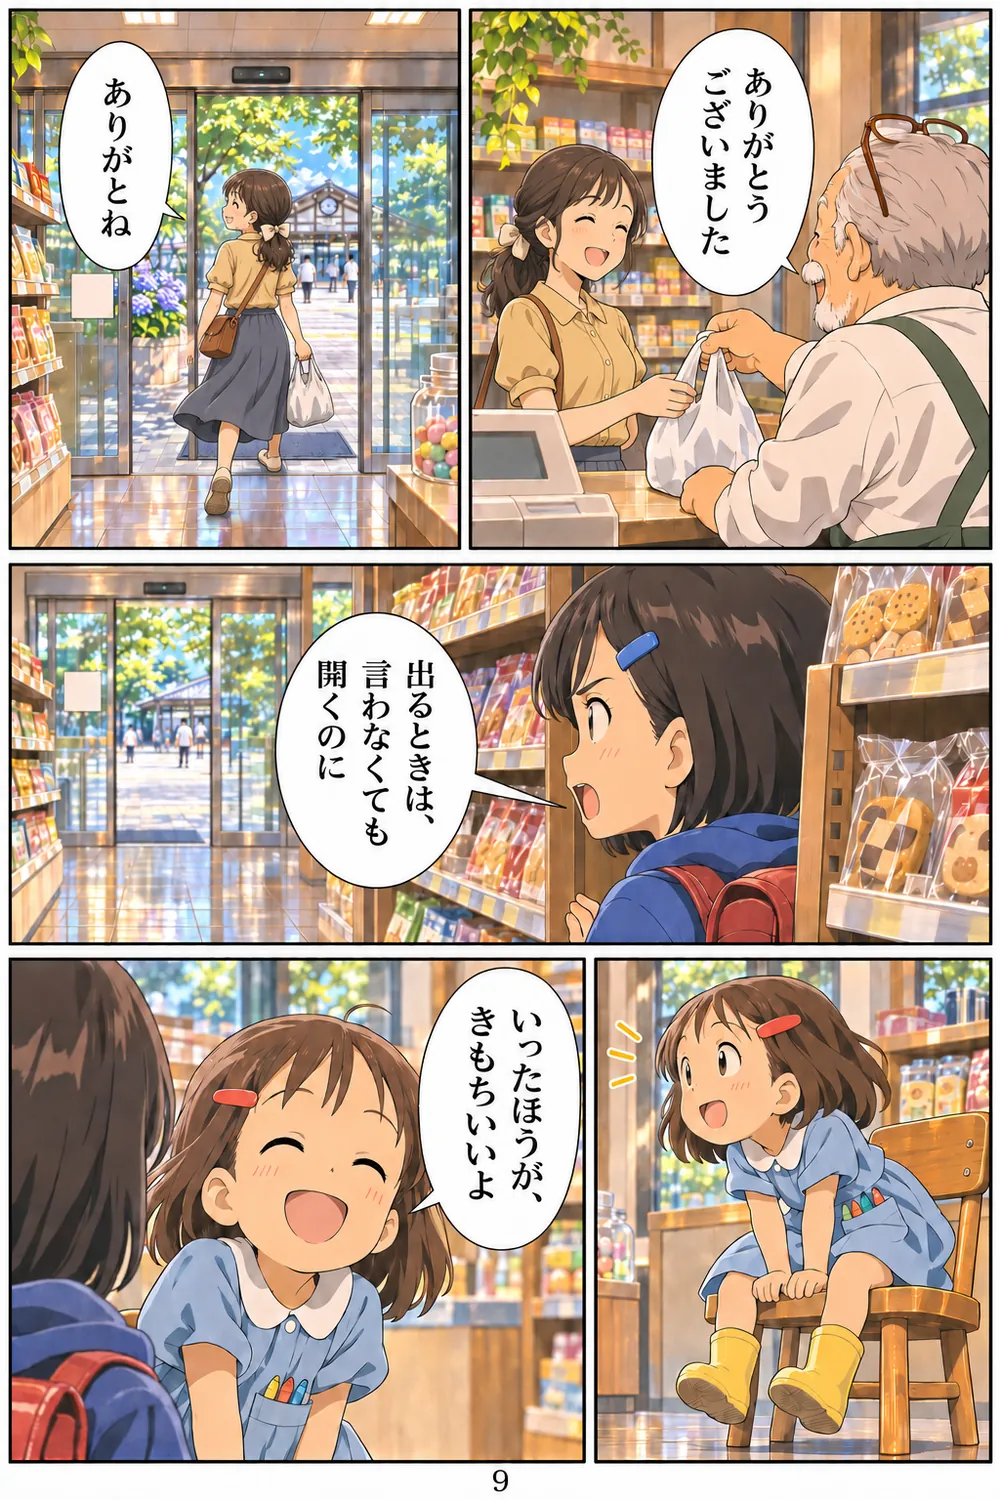 ありがとう
ございました
ありがとね
出るときは、
言わなくても
開くのに
いったほうが、
きもちいいよ
9